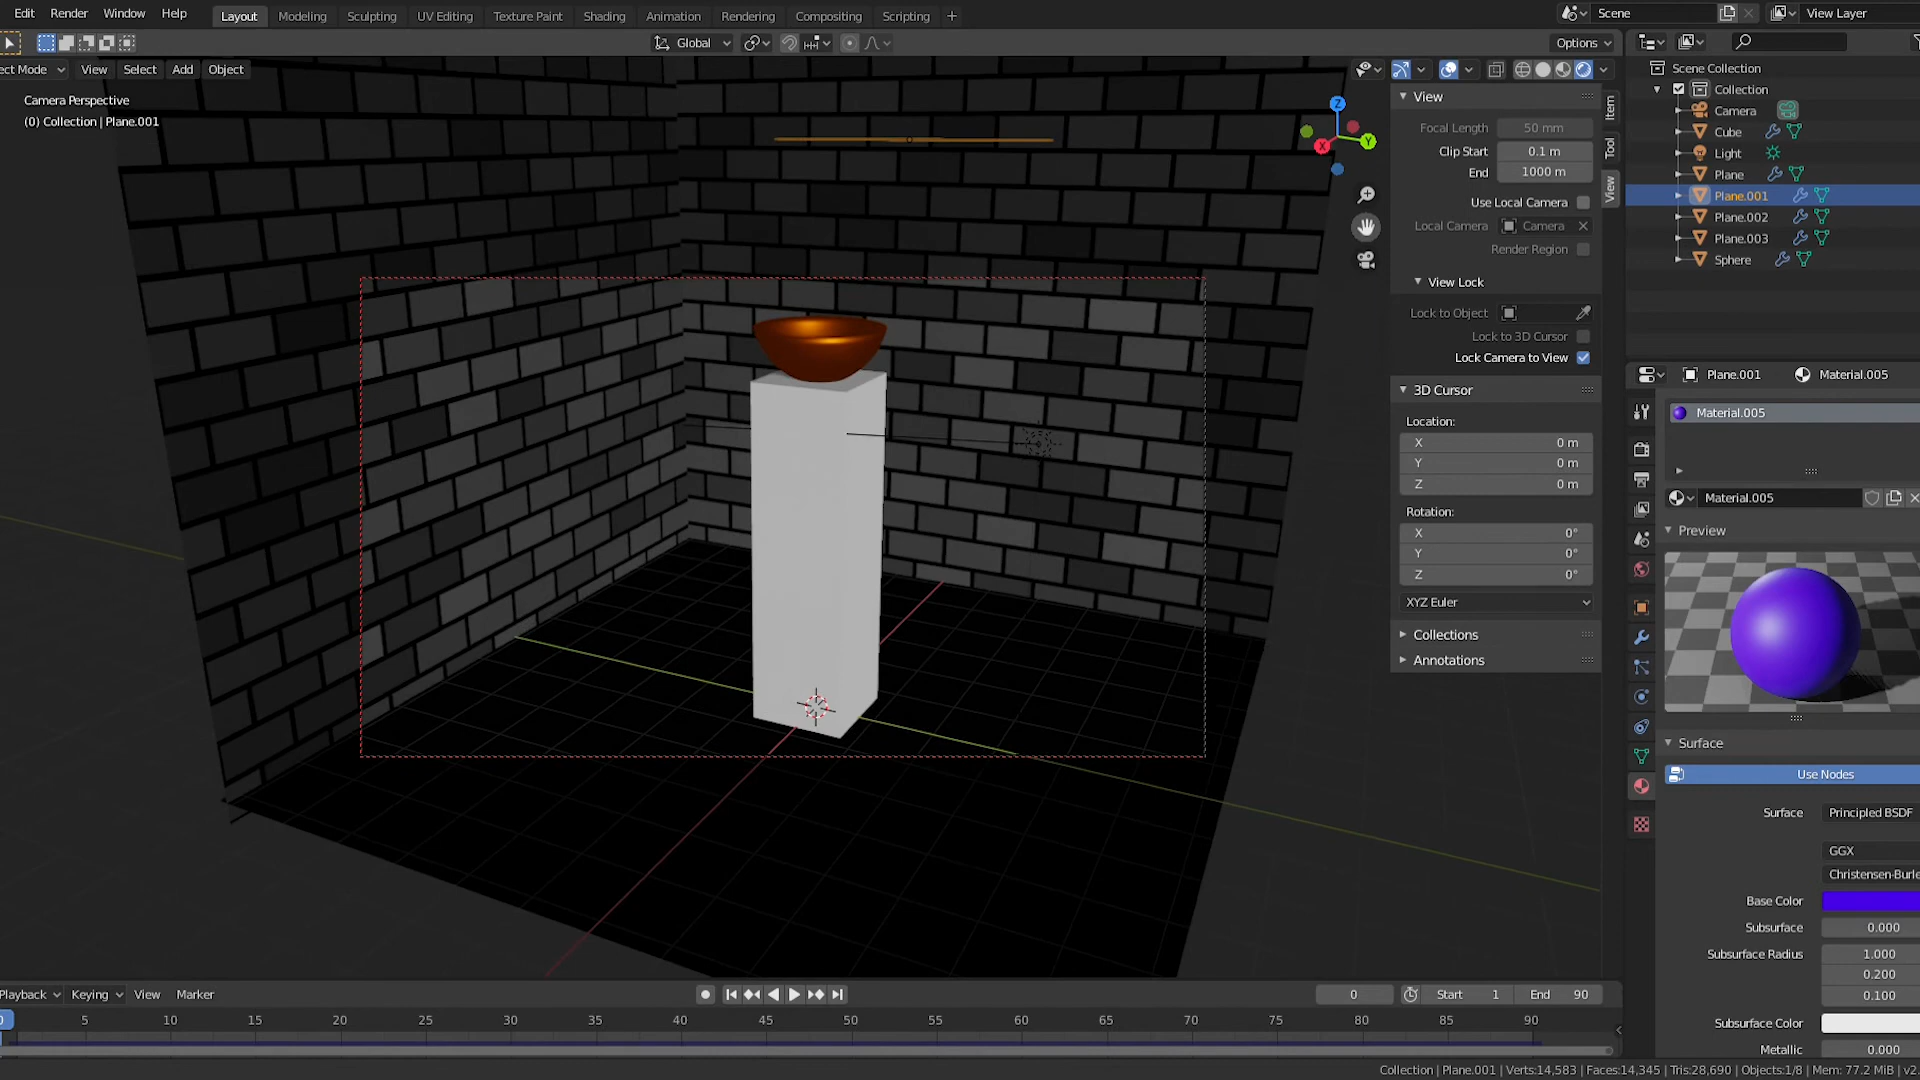 Edit Render Window Help Layout Modeling Sculpting UV Editing Texture Paint Shading Animation Rendering Compositing Scripting + Scene View Layer
Global Options
ect Mode View Select Add Object
Camera Perspective
(0) Collection | Plane.001
Z
Y
X
View
Focal Length 50 mm
Clip Start 0.1 m
End 1000 m
Use Local Camera
Local Camera Camera
Render Region
View Lock
Lock to Object
Lock to 3D Cursor
Lock Camera to View
3D Cursor
Location:
X 0 m
Y 0 m
Z 0 m
Rotation:
X 0°
Y 0°
Z 0°
XYZ Euler
Collections
Annotations
Item
Tool
View
Scene Collection
Collection
Camera
Cube
Light
Plane
Plane.001
Plane.002
Plane.003
Sphere
Plane.001 Material.005
Material.005
Material.005
Preview
Surface
Use Nodes
Surface Principled BSDF
GGX
Christensen-Burle
Base Color
Subsurface 0.000
Subsurface Radius 1.000
0.200
0.100
Subsurface Color
Metallic 0.000
Playback Keying View Marker 0 Start 1 End 90
0 5 10 15 20 25 30 35 40 45 50 55 60 65 70 75 80 85 90
Collection | Plane.001 | Verts:14,583 | Faces:14,345 | Tris:28,690 | Objects:1/8 | Mem: 77.2 MiB | v2.